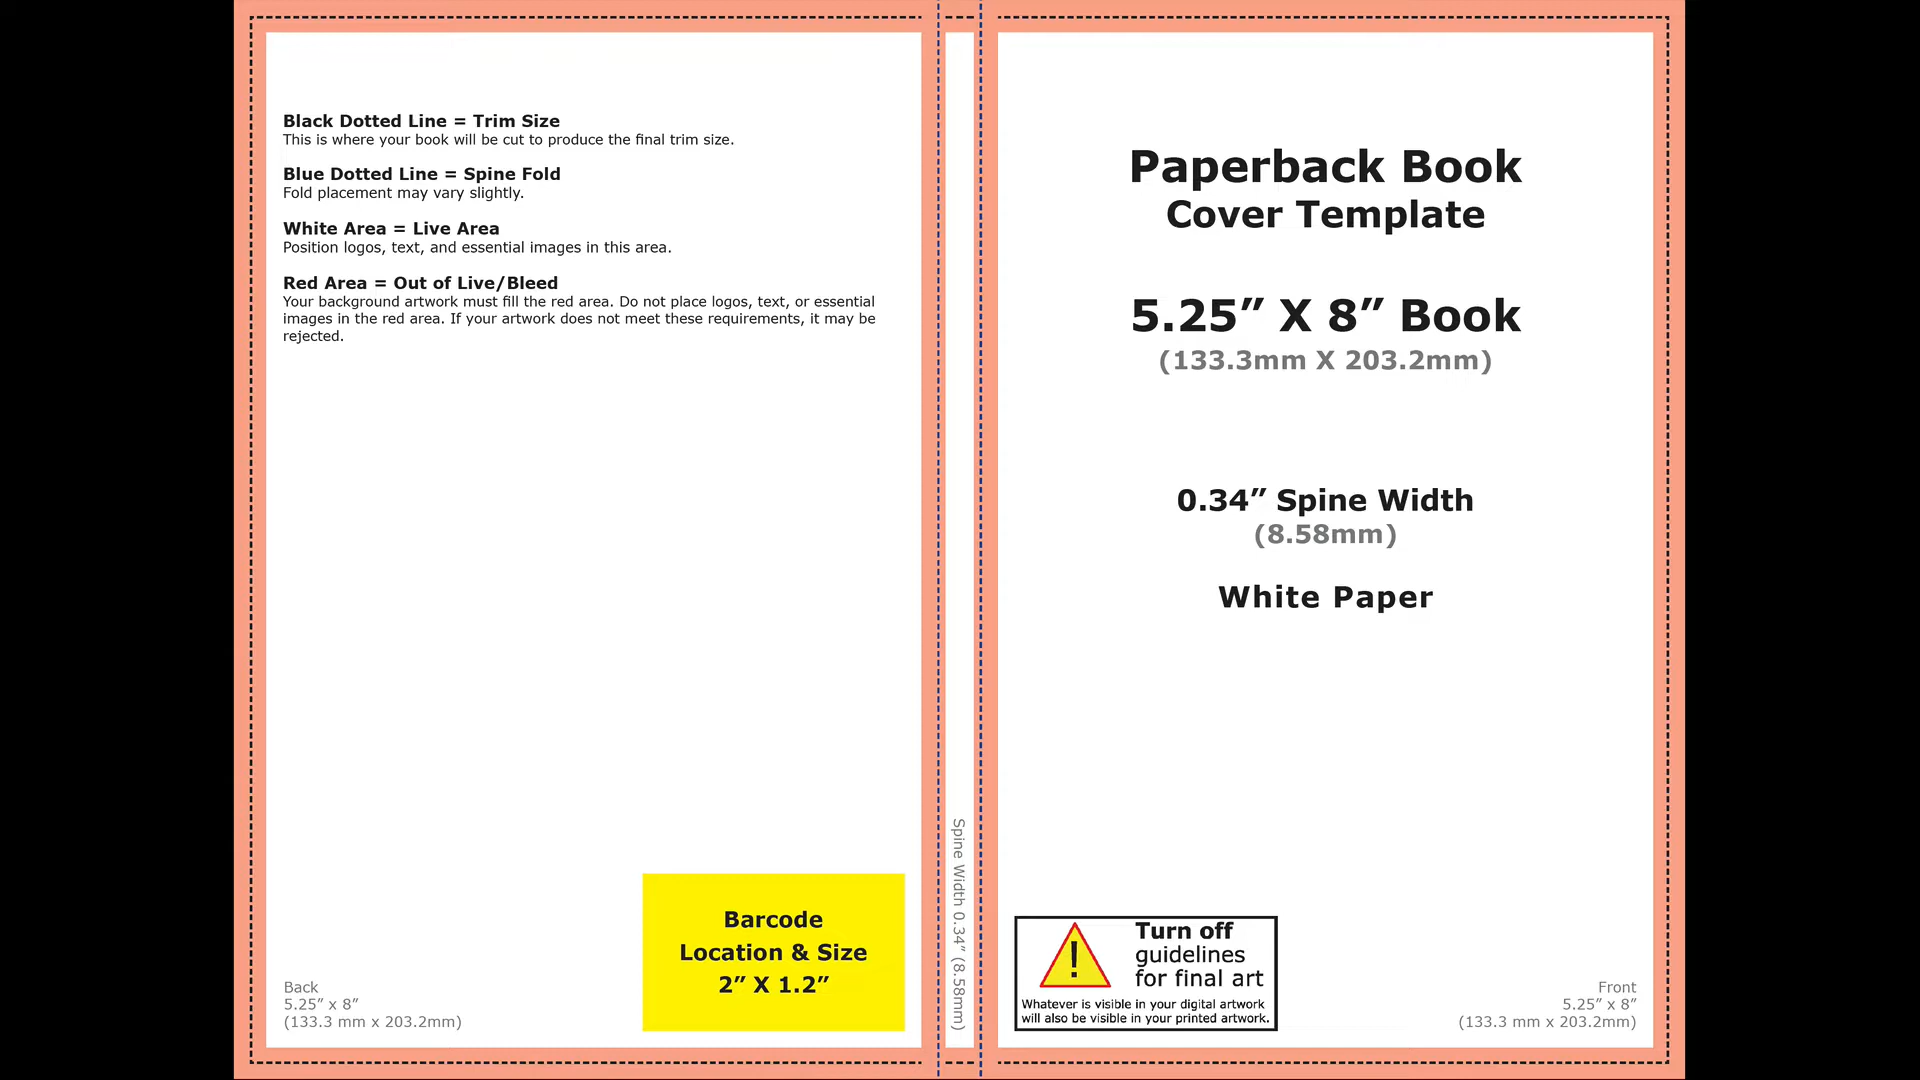 Black Dotted Line = Trim Size
This is where your book will be cut to produce the final trim size.
Blue Dotted Line = Spine Fold
Fold placement may vary slightly.
White Area = Live Area
Position logos, text, and essential images in this area.
Red Area = Out of Live/Bleed
Your background artwork must fill the red area. Do not place logos, text, or essential
images in the red area. If your artwork does not meet these requirements, it may be
rejected.
Barcode
Location & Size
2” X 1.2”
Back
5.25” x 8”
(133.3 mm x 203.2mm)
Spine Width 0.34” (8.58mm)
Paperback Book
Cover Template
5.25” X 8” Book
(133.3mm X 203.2mm)
0.34” Spine Width
(8.58mm)
White Paper
!
Turn off
guidelines
for final art
Whatever is visible in your digital artwork
will also be visible in your printed artwork.
Front
5.25” x 8”
(133.3 mm x 203.2mm)